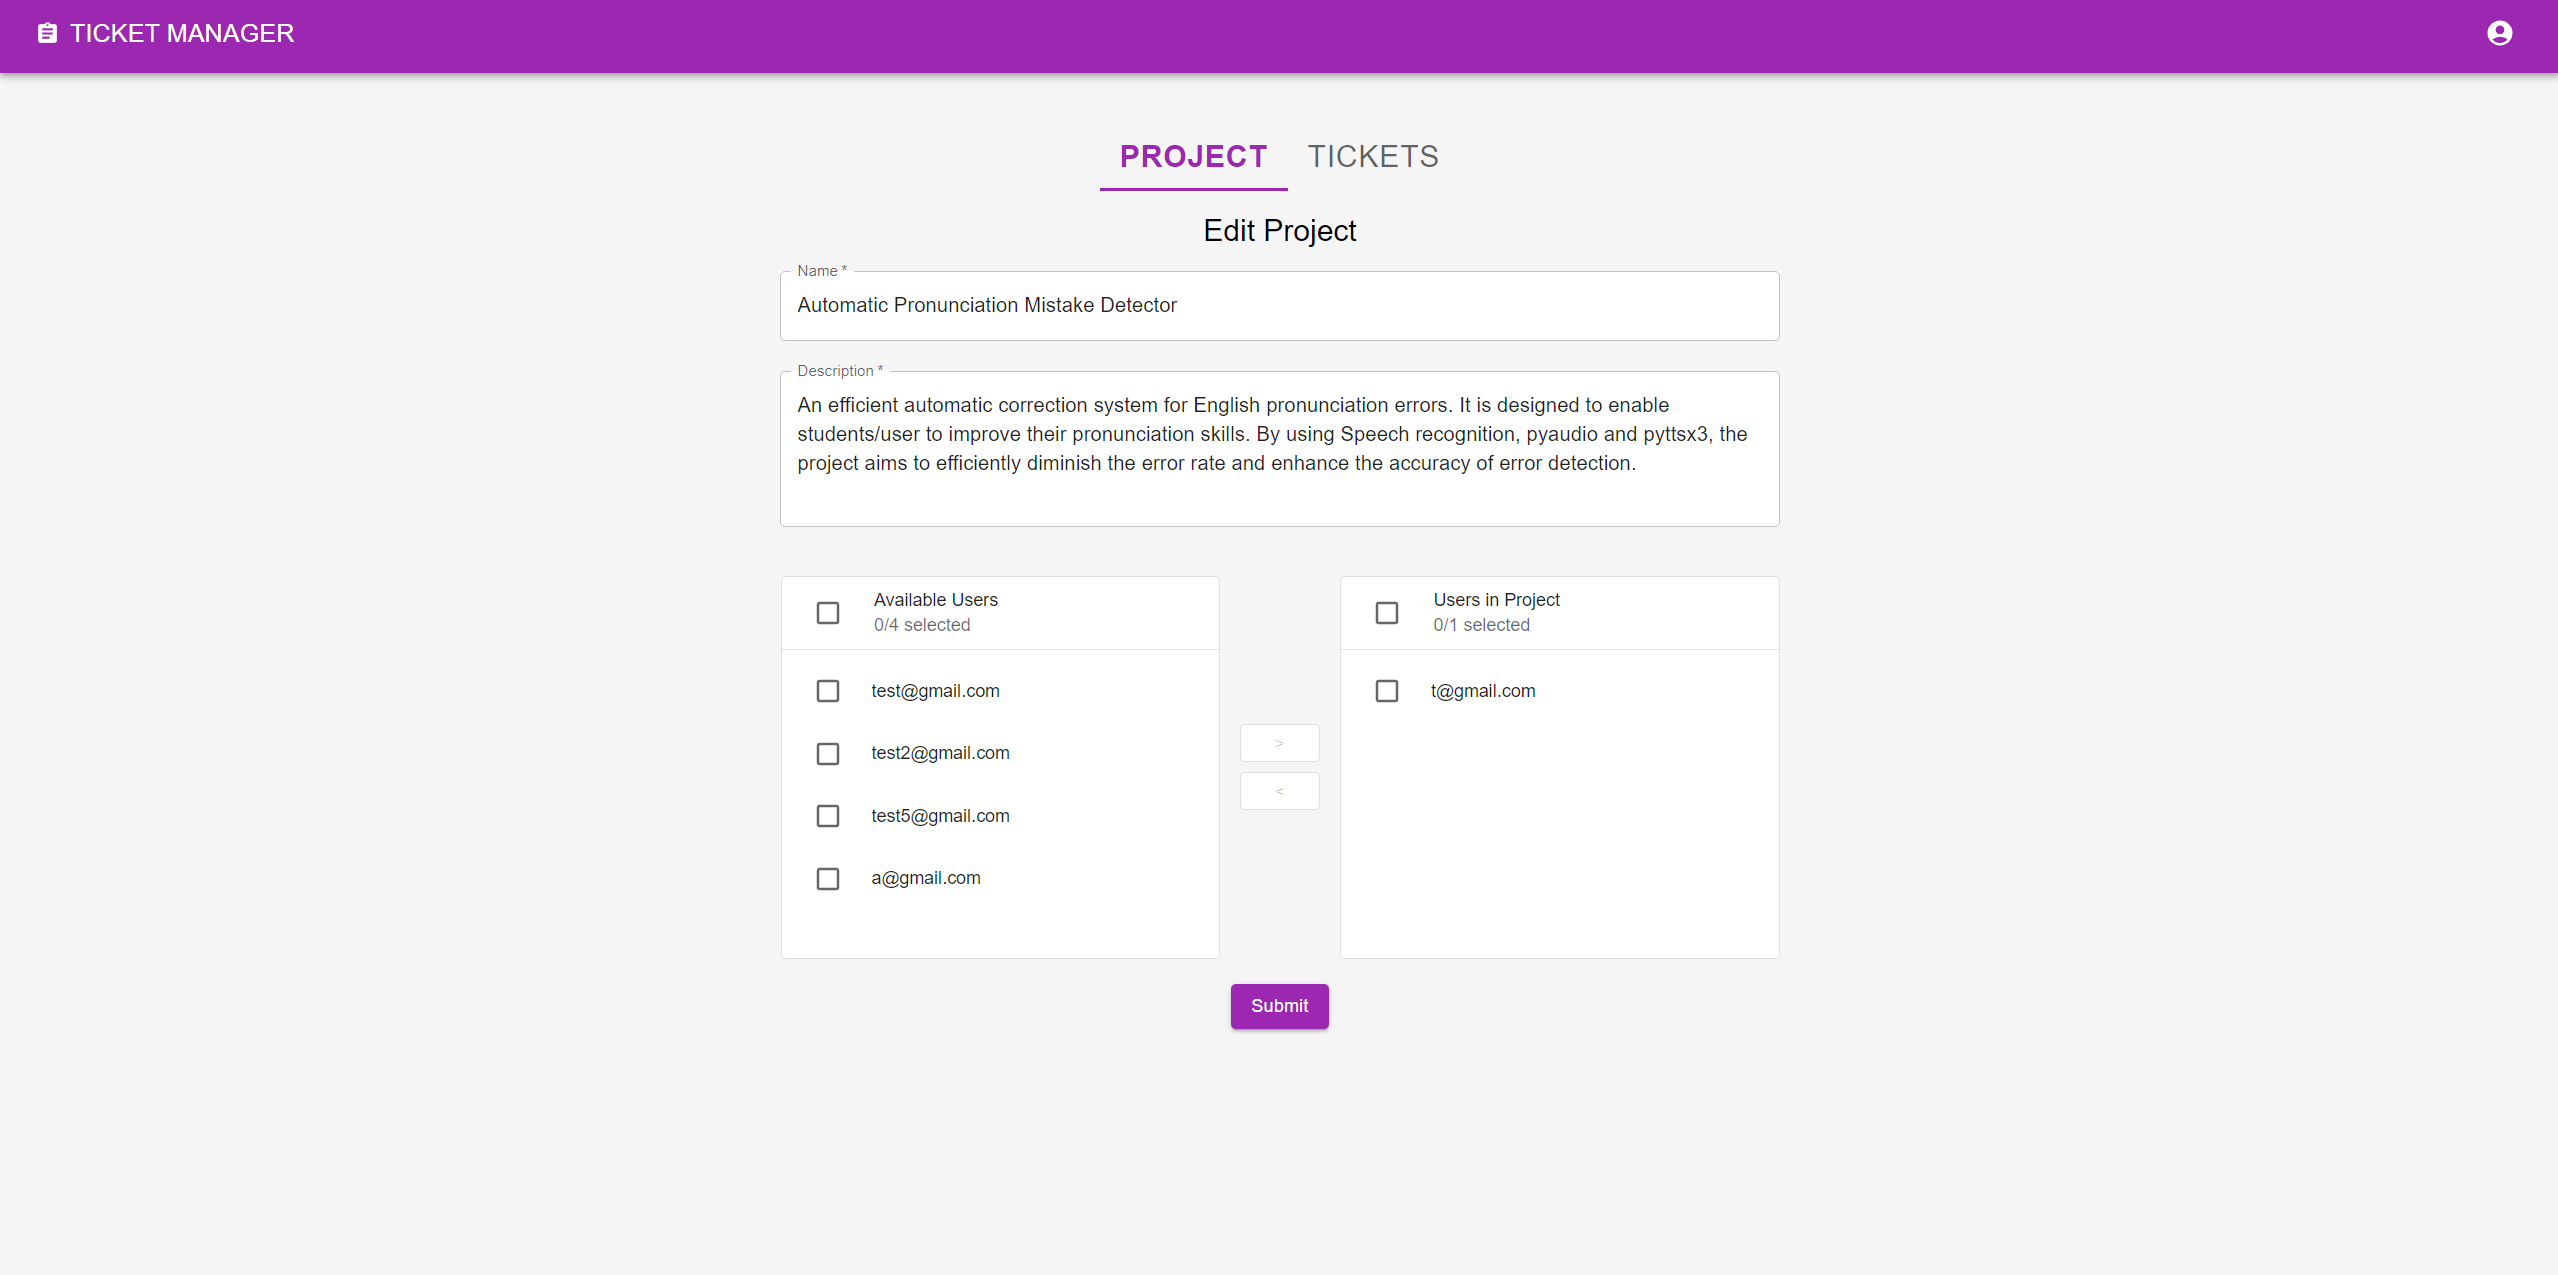 TICKET MANAGER
PROJECT TICKETS
Edit Project
Name *
Automatic Pronunciation Mistake Detector
Description *
An efficient automatic correction system for English pronunciation errors. It is designed to enable
students/user to improve their pronunciation skills. By using Speech recognition, pyaudio and pyttsx3, the
project aims to efficiently diminish the error rate and enhance the accuracy of error detection.
Available Users
0/4 selected
test@gmail.com
test2@gmail.com
test5@gmail.com
a@gmail.com
>
<
Users in Project
0/1 selected
t@gmail.com
Submit